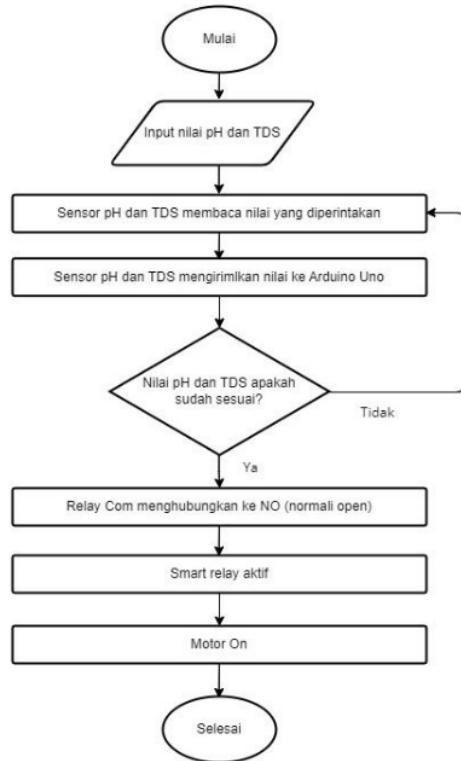 Mulai
Input nilai pH dan TDS
Sensor pH dan TDS membaca nilai yang diperintakan
Sensor pH dan TDS mengirimlkan nilai ke Arduino Uno
Nilai pH dan TDS apakah
sudah sesuai?
Tidak
Ya
Relay Com menghubungkan ke NO (normali open)
Smart relay aktif
Motor On
Selesai